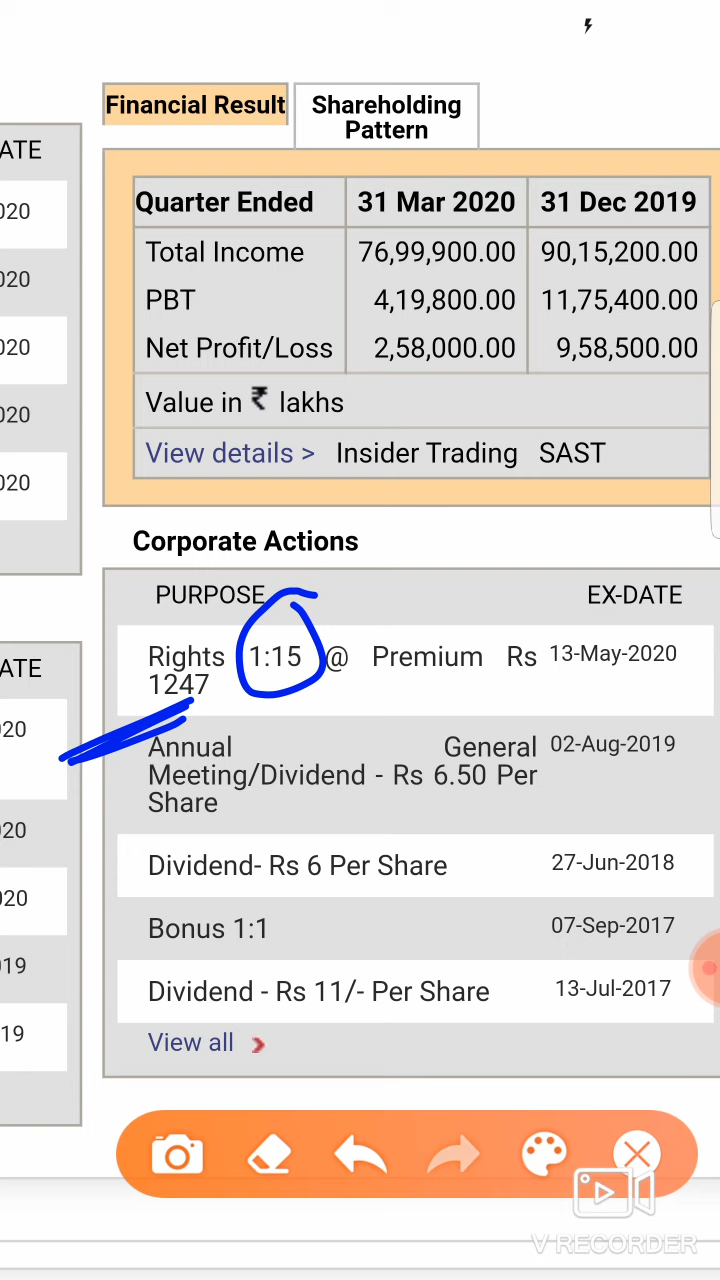 Financial Result
Shareholding
Pattern
ATE
020
020
020
020
020
Quarter Ended 31 Mar 2020 31 Dec 2019
Total Income 76,99,900.00 90,15,200.00
PBT 4,19,800.00 11,75,400.00
Net Profit/Loss 2,58,000.00 9,58,500.00
Value in ₹ lakhs
View details > Insider Trading SAST
Corporate Actions
ATE
20
20
20
19
19
PURPOSE EX-DATE
Rights 1:15 @ Premium Rs 13-May-2020
1247
Annual General 02-Aug-2019
Meeting/Dividend - Rs 6.50 Per
Share
Dividend- Rs 6 Per Share 27-Jun-2018
Bonus 1:1 07-Sep-2017
Dividend - Rs 11/- Per Share 13-Jul-2017
View all
V RECORDER